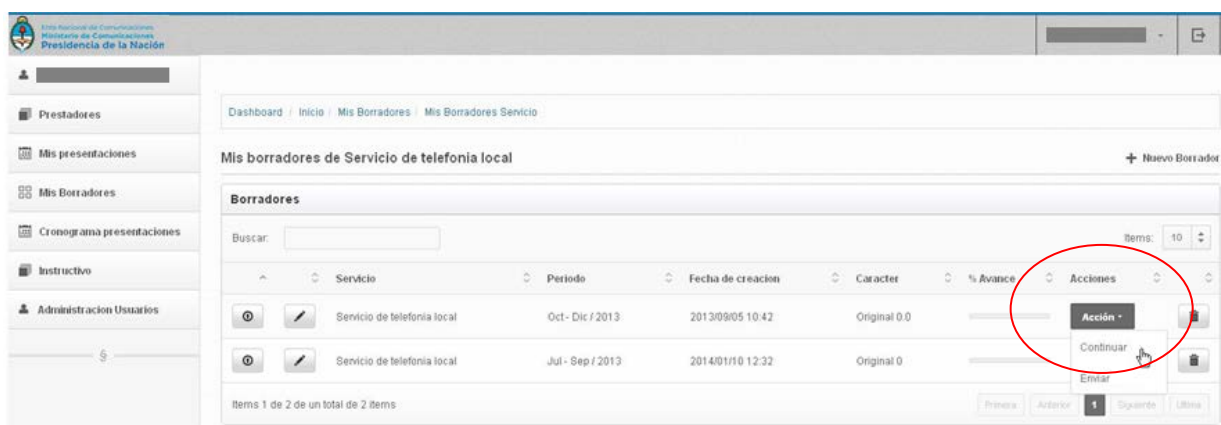 Ente Nacional de Comunicaciones
Ministerio de Comunicaciones
Presidencia de la Nación
Prestadores
Mis presentaciones
Mis Borradores
Cronograma presentaciones
Instructivo
Administracion Usuarios
§
Dashboard / Inicio / Mis Borradores / Mis Borradores Servicio
Mis borradores de Servicio de telefonia local
+ Nuevo Borrador
Borradores
Buscar:
Items: 10
Servicio Periodo Fecha de creacion Caracter % Avance Acciones
Servicio de telefonia local Oct - Dic / 2013 2013/09/05 10:42 Original 0.0 Acción
Continuar
Servicio de telefonia local Jul - Sep / 2013 2014/01/10 12:32 Original 0
Enviar
Items 1 de 2 de un total de 2 items
Primera Anterior 1 Siguiente Ultima